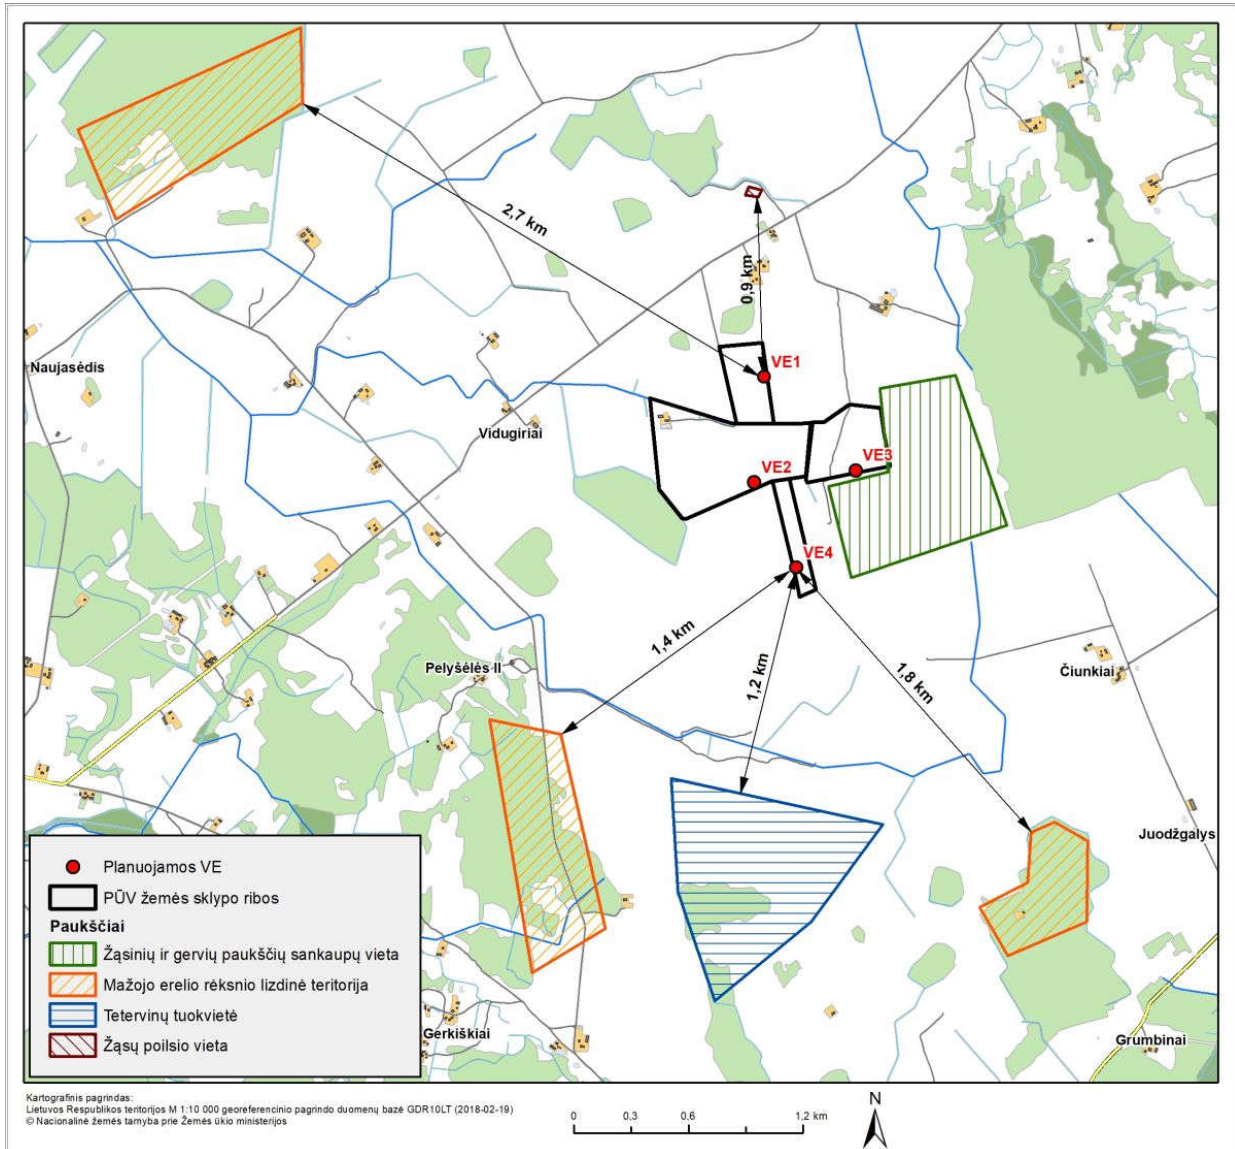 2,7 km
0,9 km
VE1
Naujasėdis
Vidugiriai
VE2
VE3
VE4
1,4 km
1,2 km
1,8 km
Pelyšėlės II
Čiunkiai
Juodžgalys
Gerkiškiai
Grumbinai
Planuojamos VE
PŪV žemės sklypo ribos
Paukščiai
Žąsinių ir gervių paukščių sankaupų vieta
Mažojo erelio rėksnio lizdinė teritorija
Tetervinų tuokvietė
Žąsų poilsio vieta
Kartografinis pagrindas:
Lietuvos Respublikos teritorijos M 1:10 000 georeferencinio pagrindo duomenų bazė GDR10LT (2018-02-19)
© Nacionalinė žemės tarnyba prie Žemės ūkio ministerijos
0 0,3 0,6 1,2 km
N